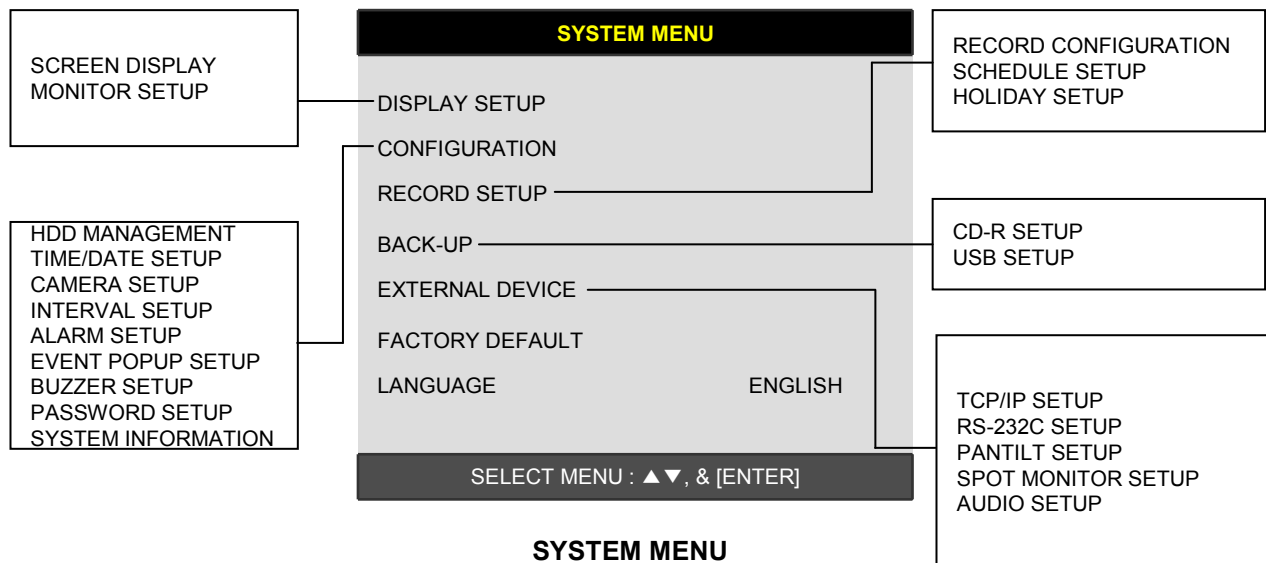 SCREEN DISPLAY
MONITOR SETUP
HDD MANAGEMENT
TIME/DATE SETUP
CAMERA SETUP
INTERVAL SETUP
ALARM SETUP
EVENT POPUP SETUP
BUZZER SETUP
PASSWORD SETUP
SYSTEM INFORMATION
SYSTEM MENU
DISPLAY SETUP
CONFIGURATION
RECORD SETUP
BACK-UP
EXTERNAL DEVICE
FACTORY DEFAULT
LANGUAGE ENGLISH
SELECT MENU : ▲▼, & [ENTER]
RECORD CONFIGURATION
SCHEDULE SETUP
HOLIDAY SETUP
CD-R SETUP
USB SETUP
TCP/IP SETUP
RS-232C SETUP
PANTILT SETUP
SPOT MONITOR SETUP
AUDIO SETUP
SYSTEM MENU